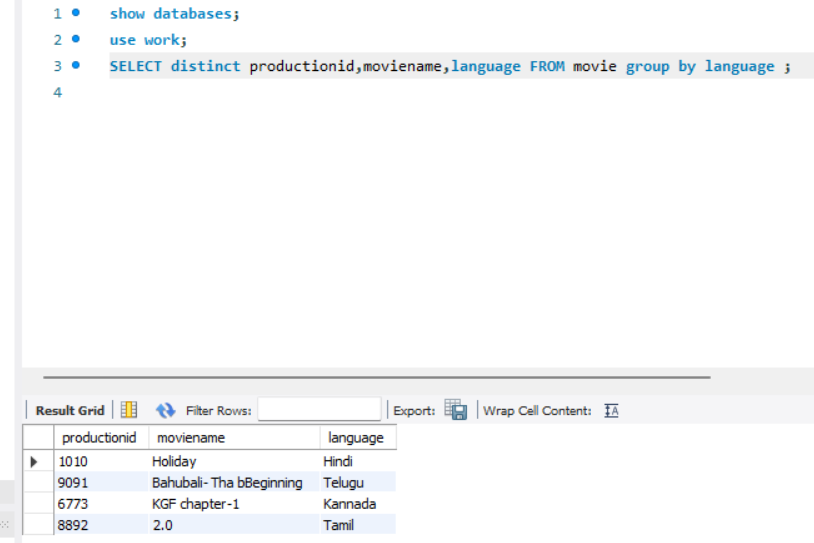 1 show databases;
2 use work;
3 SELECT distinct productionid,moviename,language FROM movie group by language ;
4
Result Grid Filter Rows: Export: Wrap Cell Content: IA
productionid moviename language
1010 Holiday Hindi
9091 Bahubali- Tha bBeginning Telugu
6773 KGF chapter-1 Kannada
8892 2.0 Tamil